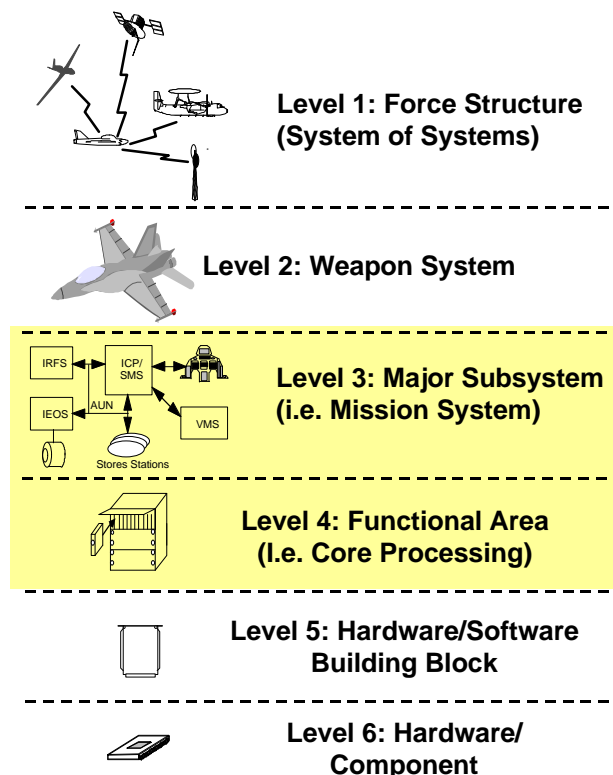 Level 1: Force Structure
(System of Systems)
Level 2: Weapon System
IRFS
ICP/
SMS
AUN
IEOS
VMS
Stores Stations
Level 3: Major Subsystem
(i.e. Mission System)
Level 4: Functional Area
(I.e. Core Processing)
Level 5: Hardware/Software
Building Block
Level 6: Hardware/
Component